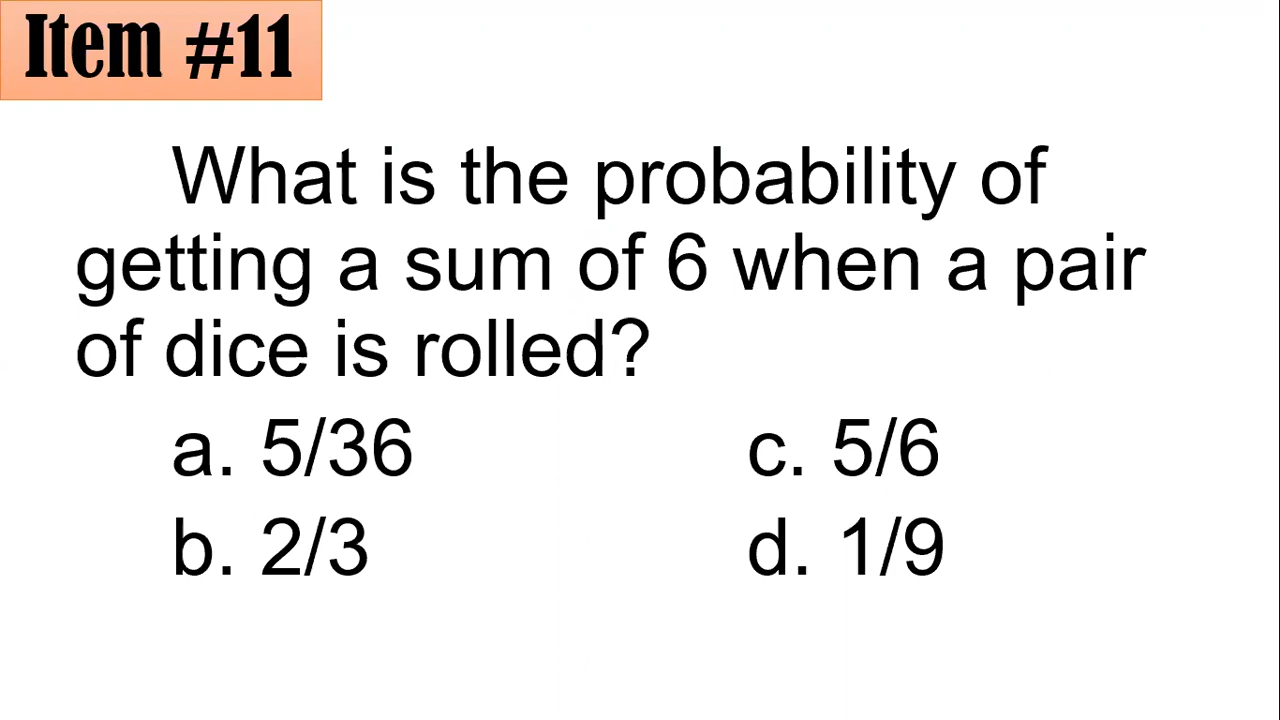 Item #11
What is the probability of
getting a sum of 6 when a pair
of dice is rolled?
a. 5/36 c. 5/6
b. 2/3 d. 1/9